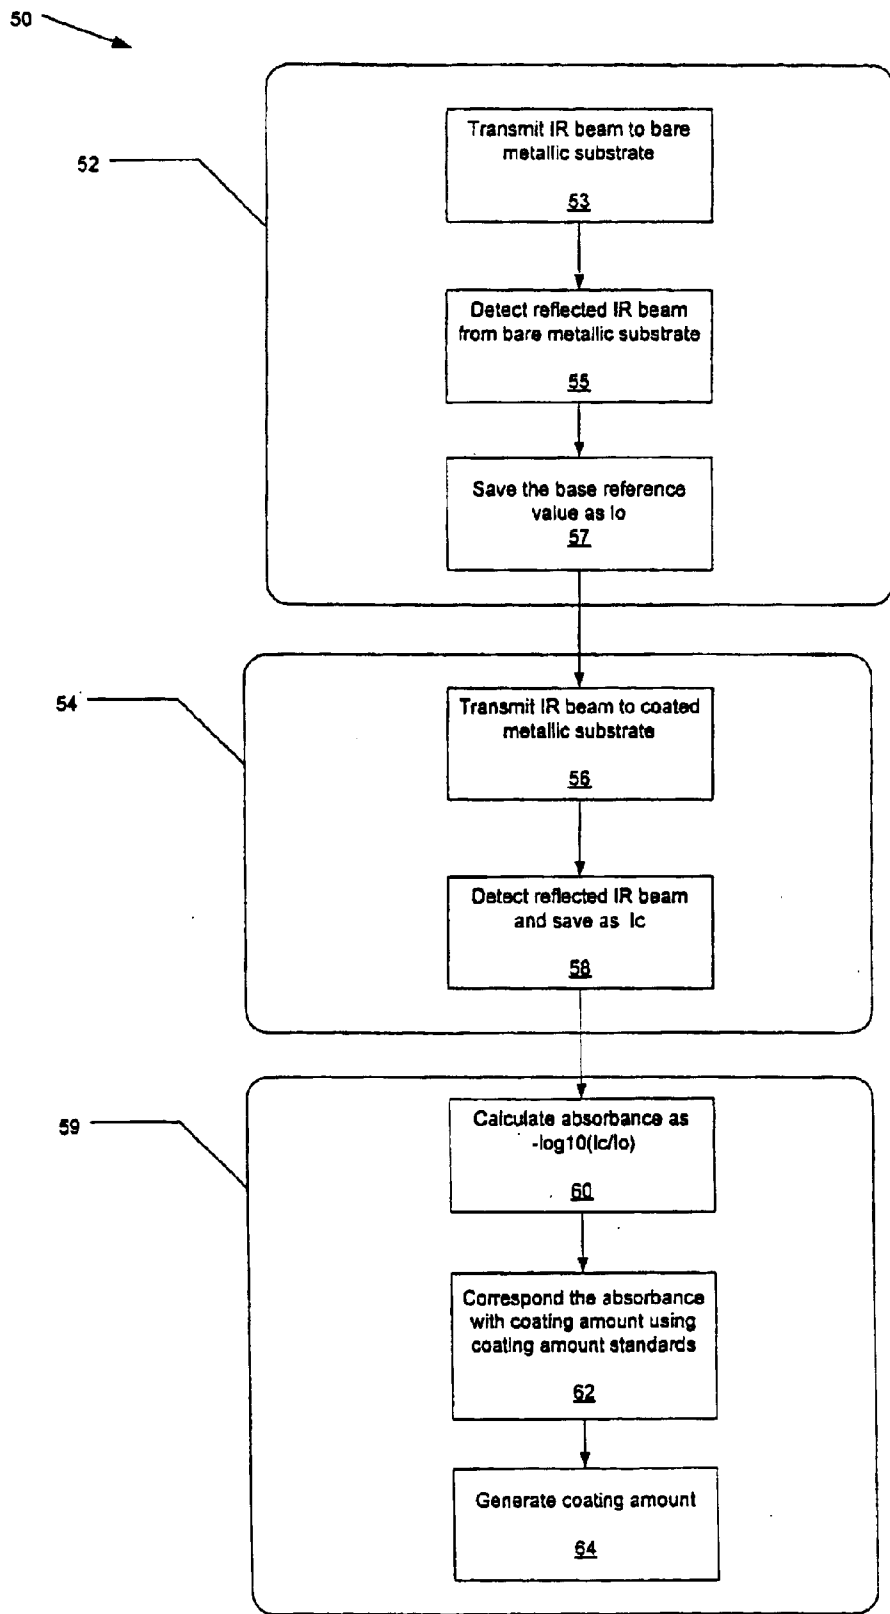 50
52
Transmit IR beam to bare
metallic substrate
53
Detect reflected IR beam
from bare metallic substrate
55
Save the base reference
value as Io
57
54
Transmit IR beam to coated
metallic substrate
56
Detect reflected IR beam
and save as Ic
58
59
Calculate absorbance as
-log10(Ic/Io)
60
Correspond the absorbance
with coating amount using
coating amount standards
62
Generate coating amount
64